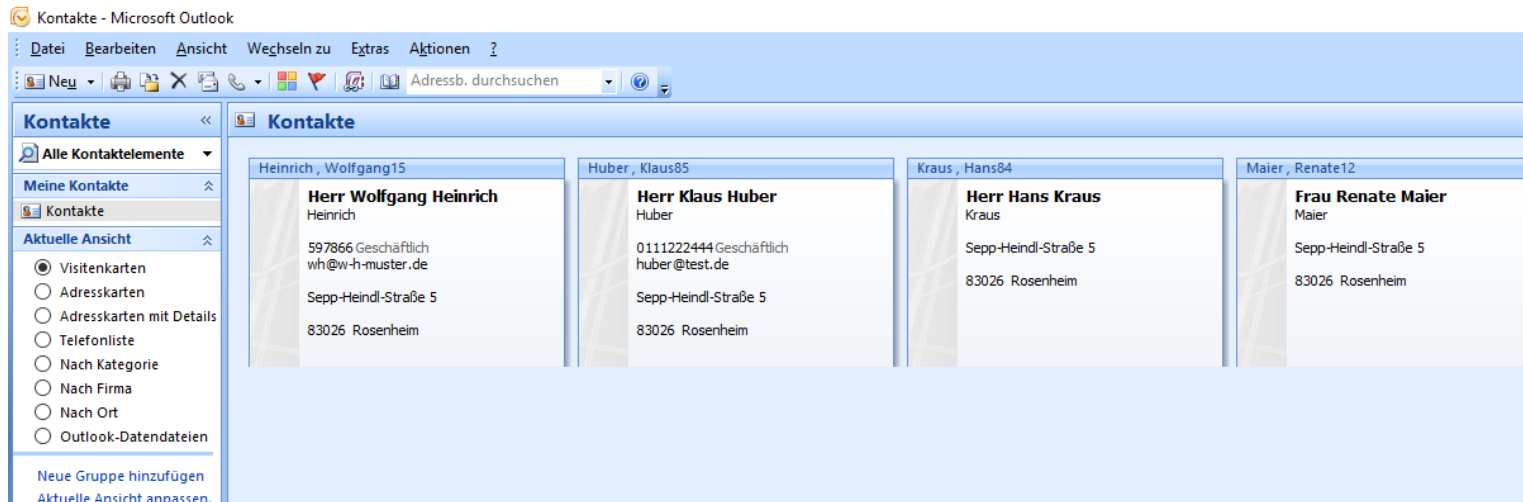 Kontakte - Microsoft Outlook
Datei Bearbeiten Ansicht Wechseln zu Extras Aktionen ?
Neu Adressb. durchsuchen
Kontakte «
Alle Kontaktelemente
Meine Kontakte
Kontakte
Aktuelle Ansicht
Visitenkarten
Adresskarten
Adresskarten mit Details
Telefonliste
Nach Kategorie
Nach Firma
Nach Ort
Outlook-Datendateien
Neue Gruppe hinzufügen
Aktuelle Ansicht anpassen.
Kontakte
Heinrich , Wolfgang15
Herr Wolfgang Heinrich
Heinrich
597866 Geschäftlich
wh@w-h-muster.de
Sepp-Heindl-Straße 5
83026 Rosenheim
Huber , Klaus85
Herr Klaus Huber
Huber
0111222444 Geschäftlich
huber@test.de
Sepp-Heindl-Straße 5
83026 Rosenheim
Kraus , Hans84
Herr Hans Kraus
Kraus
Sepp-Heindl-Straße 5
83026 Rosenheim
Maier , Renate12
Frau Renate Maier
Maier
Sepp-Heindl-Straße 5
83026 Rosenheim